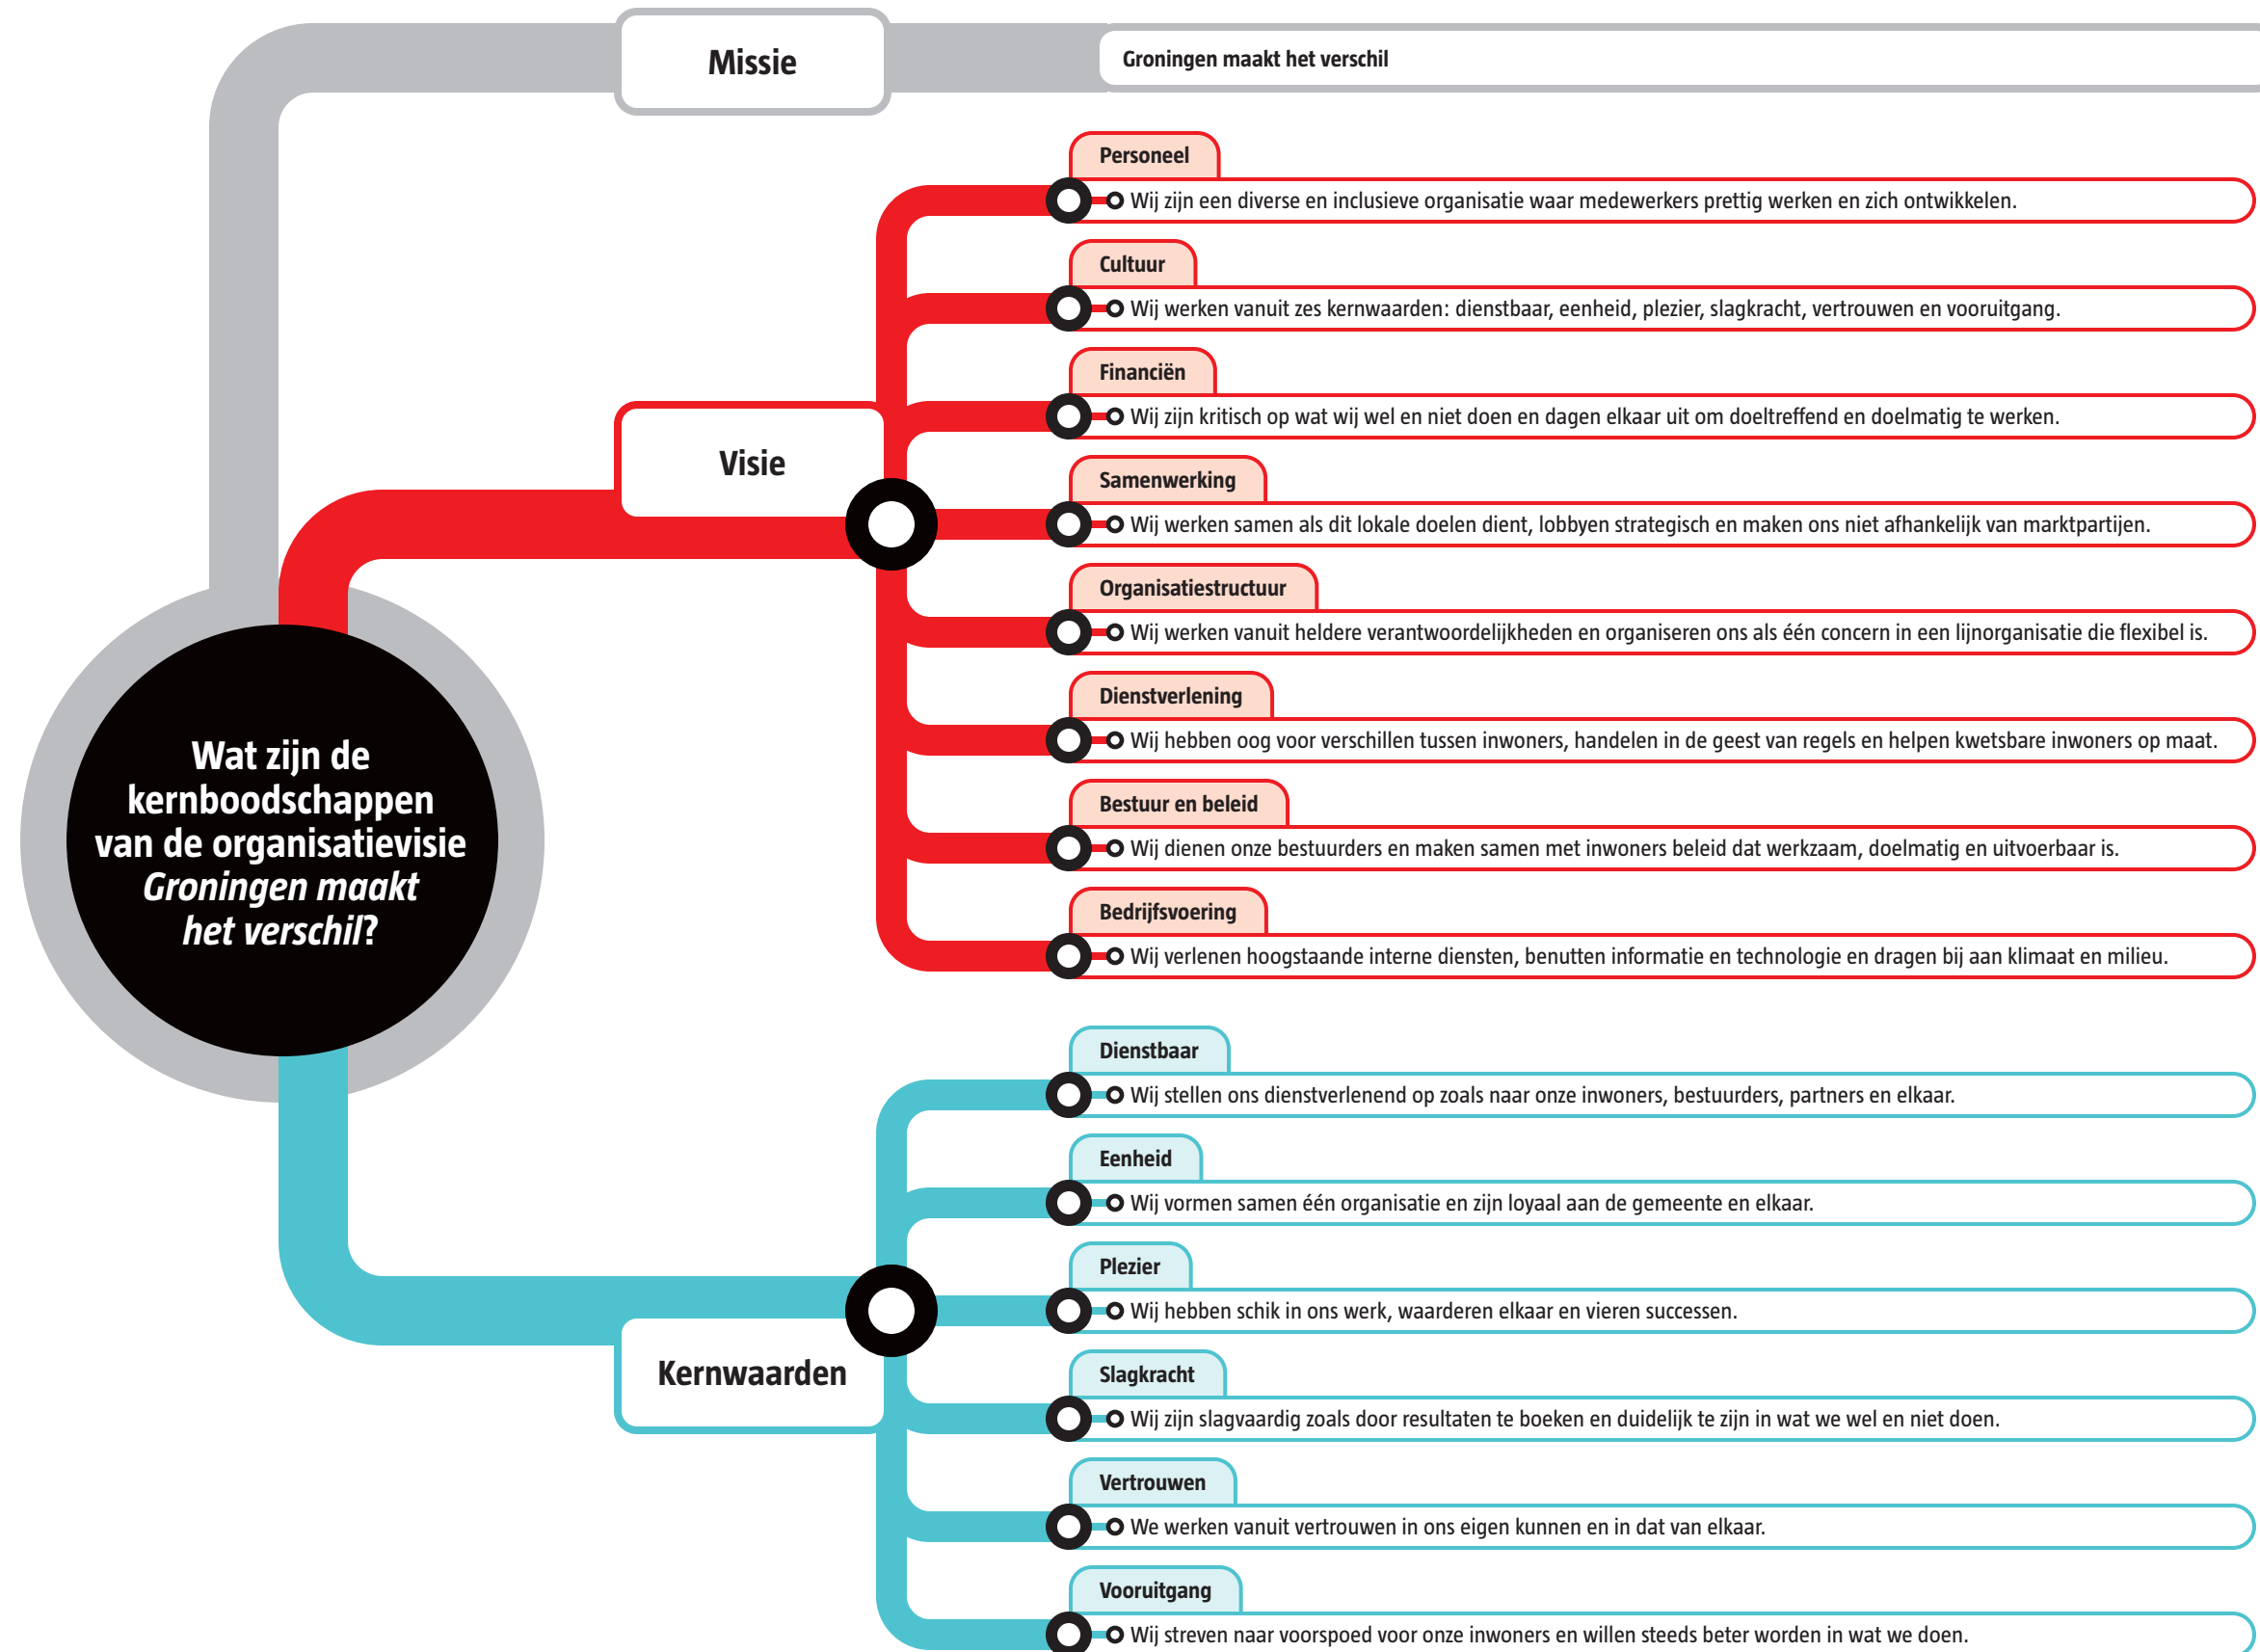 Wat zijn de
kernboodschappen
van de organisatievisie
Groningen maakt
het verschil?
Missie
Groningen maakt het verschil
Visie
Personeel
Wij zijn een diverse en inclusieve organisatie waar medewerkers prettig werken en zich ontwikkelen.
Cultuur
Wij werken vanuit zes kernwaarden: dienstbaar, eenheid, plezier, slagkracht, vertrouwen en vooruitgang.
Financiën
Wij zijn kritisch op wat wij wel en niet doen en dagen elkaar uit om doeltreffend en doelmatig te werken.
Samenwerking
Wij werken samen als dit lokale doelen dient, lobbyen strategisch en maken ons niet afhankelijk van marktpartijen.
Organisatiestructuur
Wij werken vanuit heldere verantwoordelijkheden en organiseren ons als één concern in een lijnorganisatie die flexibel is.
Dienstverlening
Wij hebben oog voor verschillen tussen inwoners, handelen in de geest van regels en helpen kwetsbare inwoners op maat.
Bestuur en beleid
Wij dienen onze bestuurders en maken samen met inwoners beleid dat werkzaam, doelmatig en uitvoerbaar is.
Bedrijfsvoering
Wij verlenen hoogstaande interne diensten, benutten informatie en technologie en dragen bij aan klimaat en milieu.
Kernwaarden
Dienstbaar
Wij stellen ons dienstverlenend op zoals naar onze inwoners, bestuurders, partners en elkaar.
Eenheid
Wij vormen samen één organisatie en zijn loyaal aan de gemeente en elkaar.
Plezier
Wij hebben schik in ons werk, waarderen elkaar en vieren successen.
Slagkracht
Wij zijn slagvaardig zoals door resultaten te boeken en duidelijk te zijn in wat we wel en niet doen.
Vertrouwen
We werken vanuit vertrouwen in ons eigen kunnen en in dat van elkaar.
Vooruitgang
Wij streven naar voorspoed voor onze inwoners en willen steeds beter worden in wat we doen.